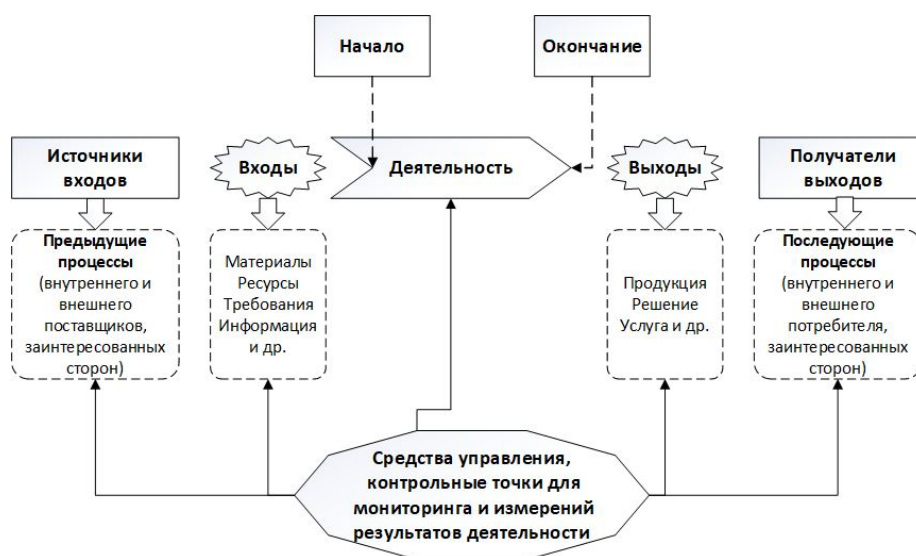 Начало
Окончание
Источники
входов
Входы
Деятельность
Выходы
Получатели
выходов
Предыдущие
процессы
(внутреннего и
внешнего
поставщиков,
заинтересованных
сторон)
Материалы
Ресурсы
Требования
Информация
и др.
Продукция
Решение
Услуга и др.
Последующие
процессы
(внутреннего и
внешнего
потребителя,
заинтересованных
сторон)
Средства управления,
контрольные точки для
мониторинга и измерений
результатов деятельности